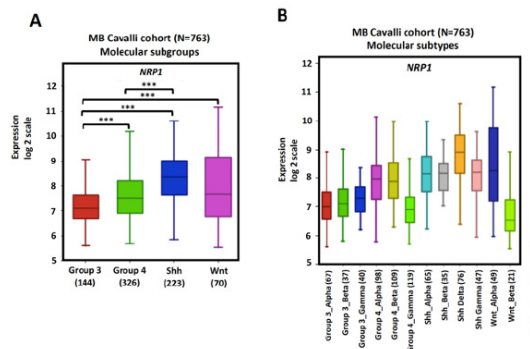 A
MB Cavalli cohort (N=763)
Molecular subgroups
NRP1
Expression
log 2 scale
12
11
10
9
8
7
6
5
***
***
***
***
Group 3
(144)
Group 4
(326)
Shh
(223)
Wnt
(70)
B
MB Cavalli cohort (N=763)
Molecular subtypes
NRP1
Expression
log 2 scale
12
11
10
9
8
7
6
5
Group 3_Alpha (67)
Group 3_Beta (37)
Group 3_Gamma (40)
Group 4_Alpha (98)
Group 4_Beta (109)
Group 4_Gamma (119)
Shh_Alpha (65)
Shh_Beta (35)
Shh Delta (76)
Shh Gamma (47)
Wnt_Alpha (49)
Wnt_Beta (21)